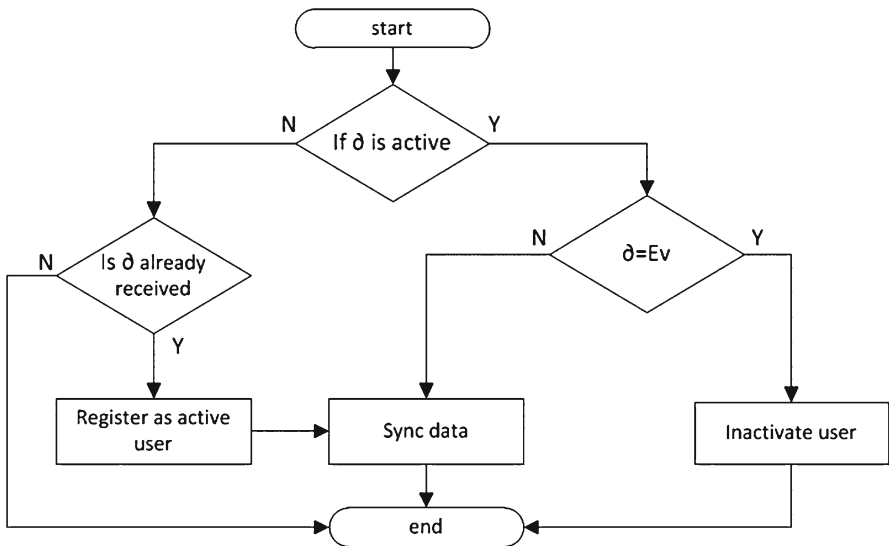 start
N
Y
If ∂ is active
N
Is ∂ already
received
Y
N
∂=Ev
Y
Register as active
user
Sync data
Inactivate user
end